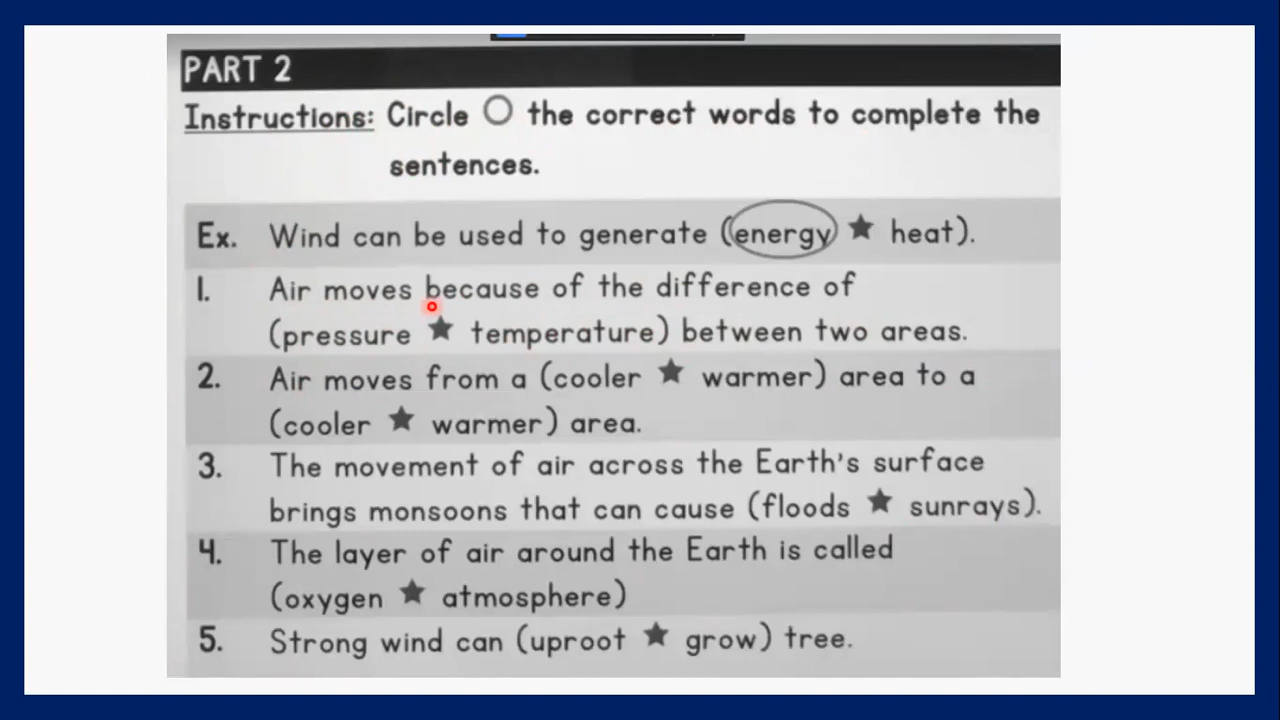 PART 2
Instructions: Circle ○ the correct words to complete the
sentences.
Ex. Wind can be used to generate (energy ★ heat).
1. Air moves because of the difference of
(pressure ★ temperature) between two areas.
2. Air moves from a (cooler ★ warmer) area to a
(cooler ★ warmer) area.
3. The movement of air across the Earth's surface
brings monsoons that can cause (floods ★ sunrays).
4. The layer of air around the Earth is called
(oxygen ★ atmosphere)
5. Strong wind can (uproot ★ grow) tree.